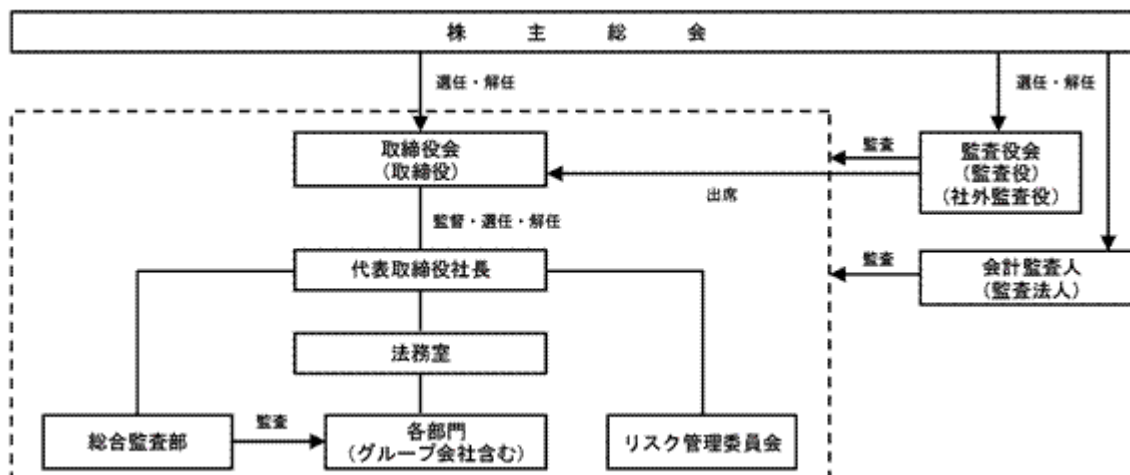 株主総会
選任・解任
選任・解任
取締役会
(取締役)
監査
監査役会
(監査役)
(社外監査役)
出席
監督・選任・解任
代表取締役社長
監査
会計監査人
(監査法人)
法務室
総合監査部
監査
各部門
(グループ会社含む)
リスク管理委員会